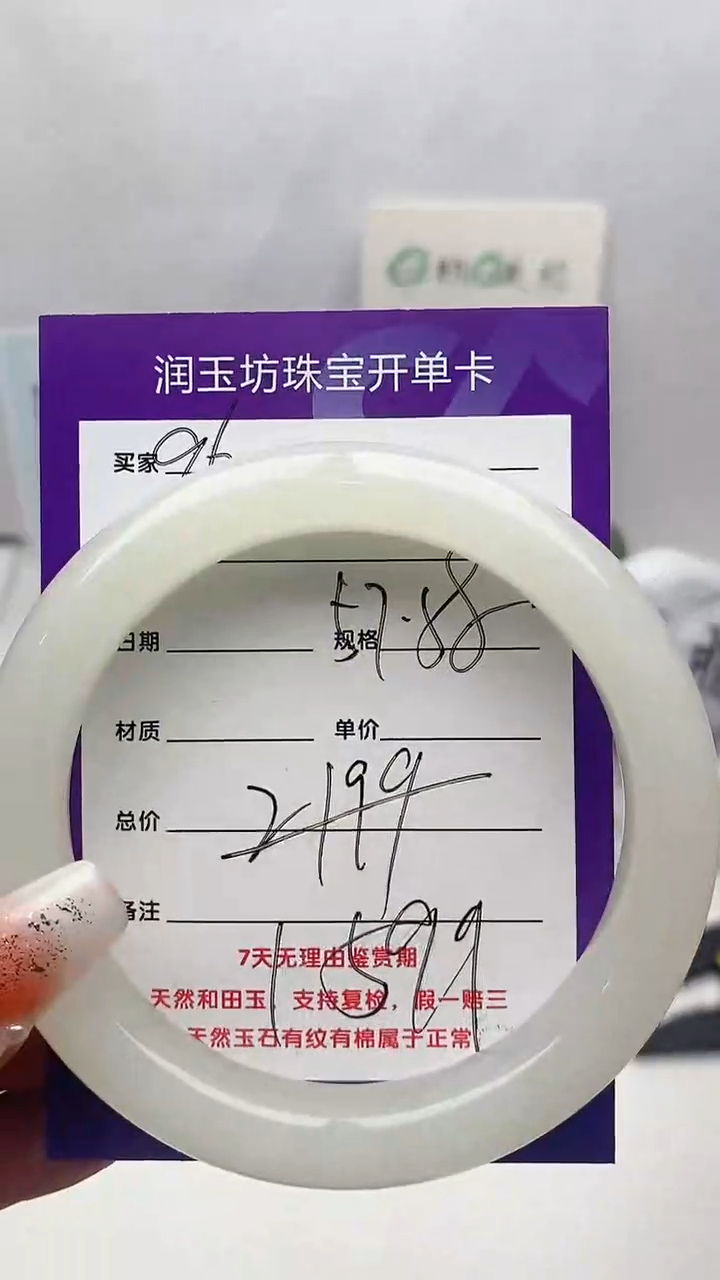 润玉坊珠宝开单卡
买家
57.88
日期 规格
材质 单价
2199
总价
备注
1599
7天无理由鉴赏期
天然和田玉，支持复检，假一赔三
天然玉石有纹有棉属于正常